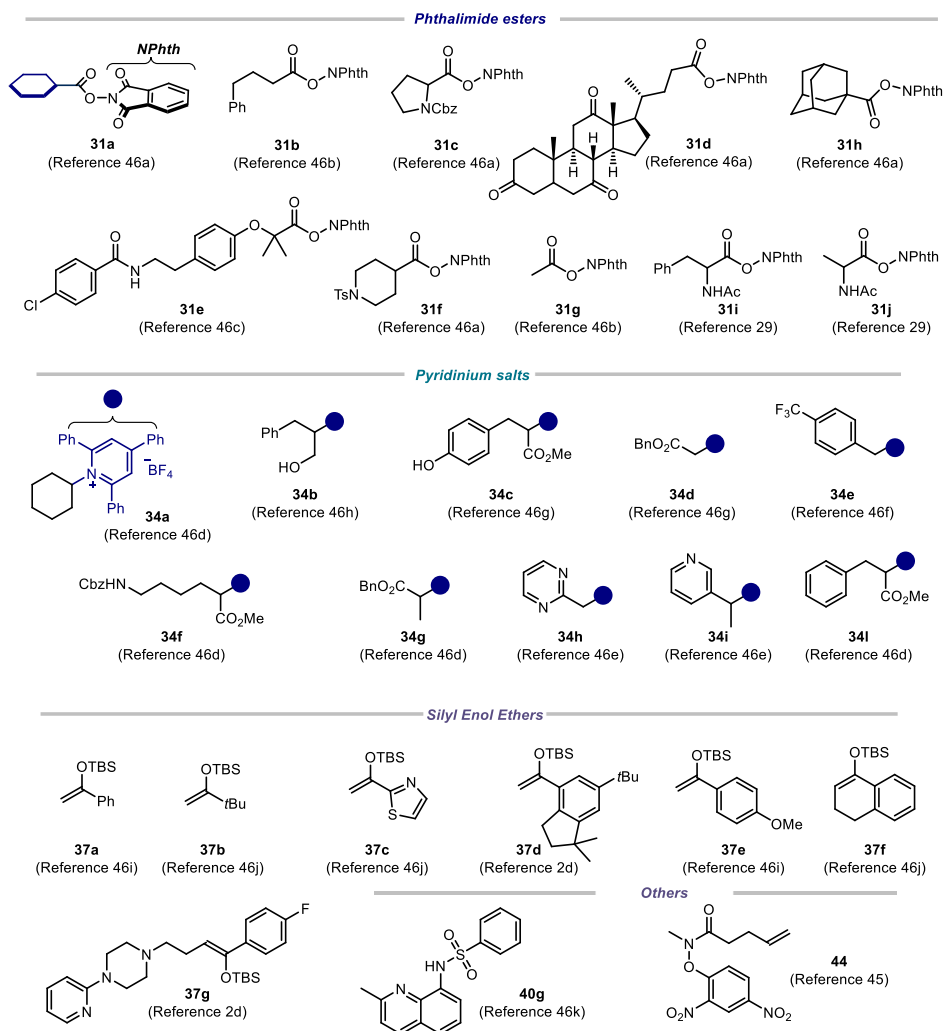 Phthalimide esters
NPhth
O
O
O
N
O
O
31a
(Reference 46a)
O
O
NPhth
Ph
31b
(Reference 46b)
O
O
NPhth
N
Cbz
31c
(Reference 46a)
O
O
NPhth
O
H
H
H
O
O
31d
(Reference 46a)
O
NPhth
O
31h
(Reference 46a)
O
N
H
Cl
O
O
O
NPhth
31e
(Reference 46c)
O
O
NPhth
TsN
31f
(Reference 46a)
O
O
NPhth
31g
(Reference 46b)
O
O
NPhth
Ph
NHAc
31i
(Reference 29)
O
O
NPhth
NHAc
31j
(Reference 29)
Pyridinium salts
Ph
Ph
N
+
Ph
−BF4
34a
(Reference 46d)
Ph
HO
34b
(Reference 46h)
HO
CO2Me
34c
(Reference 46g)
BnO2C
34d
(Reference 46g)
F3C
34e
(Reference 46f)
CbzHN
CO2Me
34f
(Reference 46d)
BnO2C
34g
(Reference 46d)
N
N
34h
(Reference 46e)
N
34i
(Reference 46e)
CO2Me
34l
(Reference 46d)
Silyl Enol Ethers
OTBS
Ph
37a
(Reference 46i)
OTBS
tBu
37b
(Reference 46j)
OTBS
N
S
37c
(Reference 46j)
OTBS
tBu
37d
(Reference 2d)
OTBS
OMe
37e
(Reference 46i)
OTBS
37f
(Reference 46j)
Others
F
N
N
N
OTBS
37g
(Reference 2d)
O
S
O
HN
N
40g
(Reference 46k)
O
N
O
O2N
NO2
44
(Reference 45)